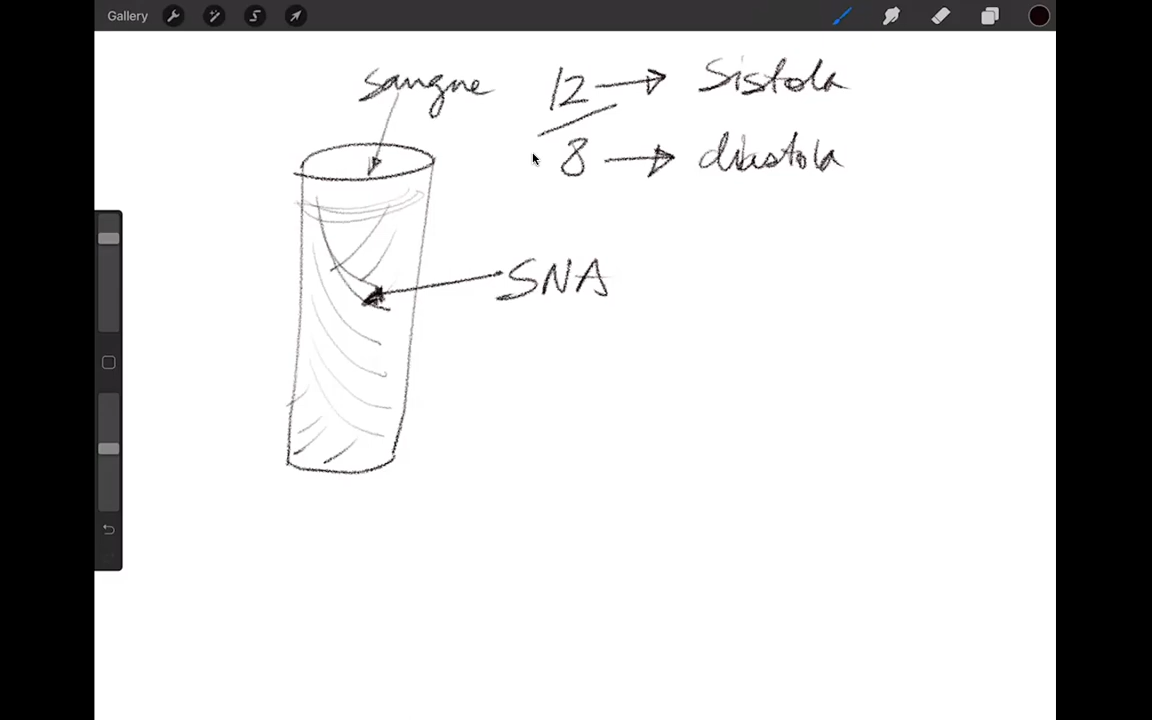 Gallery
sangue
12 → Sistola
8 → diastola
SNA